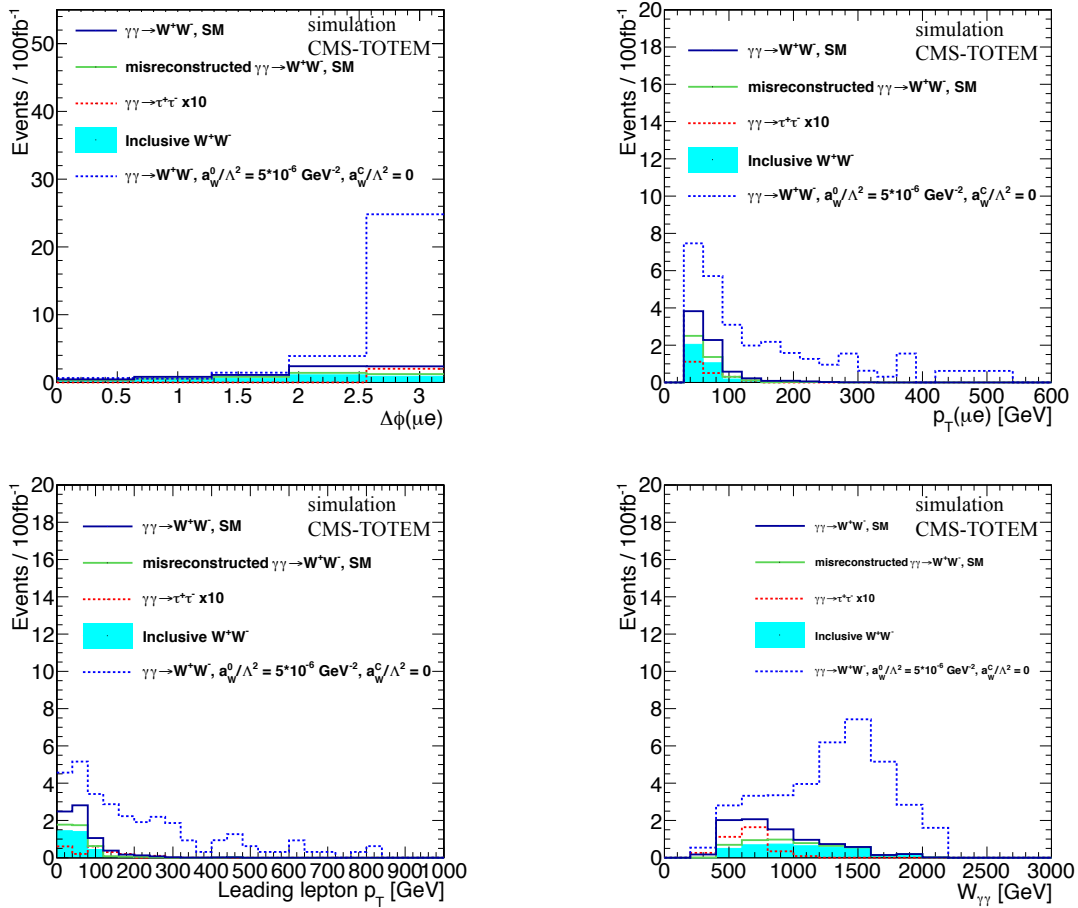 simulation
CMS-TOTEM
Events / 100fb⁻¹
γγ→W⁺W⁻, SM
misreconstructed γγ→W⁺W⁻, SM
γγ→τ⁺τ⁻ x10
Inclusive W⁺W⁻
γγ→W⁺W⁻, a⁰_W/Λ² = 5*10⁻⁶ GeV⁻², a^C_W/Λ² = 0
50
40
30
20
10
0
0 0.5 1 1.5 2 2.5 3
Δϕ(μe)
simulation
CMS-TOTEM
Events / 100fb⁻¹
γγ→W⁺W⁻, SM
misreconstructed γγ→W⁺W⁻, SM
γγ→τ⁺τ⁻ x10
Inclusive W⁺W⁻
γγ→W⁺W⁻, a⁰_W/Λ² = 5*10⁻⁶ GeV⁻², a^C_W/Λ² = 0
20
18
16
14
12
10
8
6
4
2
0
0 100 200 300 400 500 600
p_T(μe) [GeV]
simulation
CMS-TOTEM
Events / 100fb⁻¹
γγ→W⁺W⁻, SM
misreconstructed γγ→W⁺W⁻, SM
γγ→τ⁺τ⁻ x10
Inclusive W⁺W⁻
γγ→W⁺W⁻, a⁰_W/Λ² = 5*10⁻⁶ GeV⁻², a^C_W/Λ² = 0
20
18
16
14
12
10
8
6
4
2
0
0 100 200 300 400 500 600 700 800 900 1000
Leading lepton p_T [GeV]
simulation
CMS-TOTEM
Events / 100fb⁻¹
γγ→W⁺W⁻, SM
misreconstructed γγ→W⁺W⁻, SM
γγ→τ⁺τ⁻ x10
Inclusive W⁺W⁻
γγ→W⁺W⁻, a⁰_W/Λ² = 5*10⁻⁶ GeV⁻², a^C_W/Λ² = 0
20
18
16
14
12
10
8
6
4
2
0
0 500 1000 1500 2000 2500 3000
W_γγ [GeV]